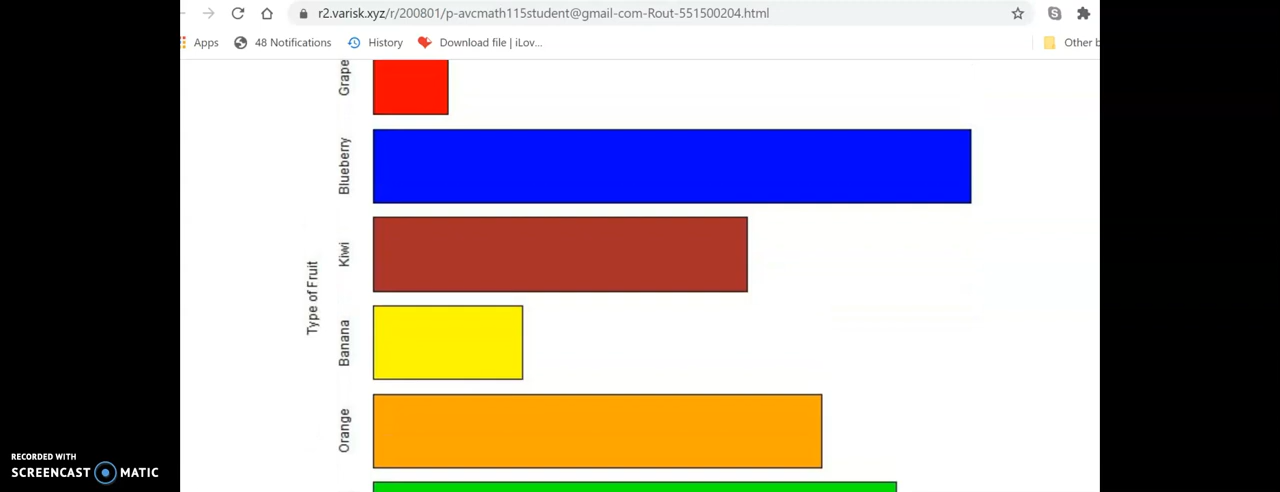 r2.varisk.xyz/r/200801/p-avcmath115student@gmail-com-Rout-551500204.html
Apps 48 Notifications History Download file | iLov... Other b
Grape
Blueberry
Kiwi
Type of Fruit
Banana
Orange
RECORDED WITH
SCREENCAST MATIC